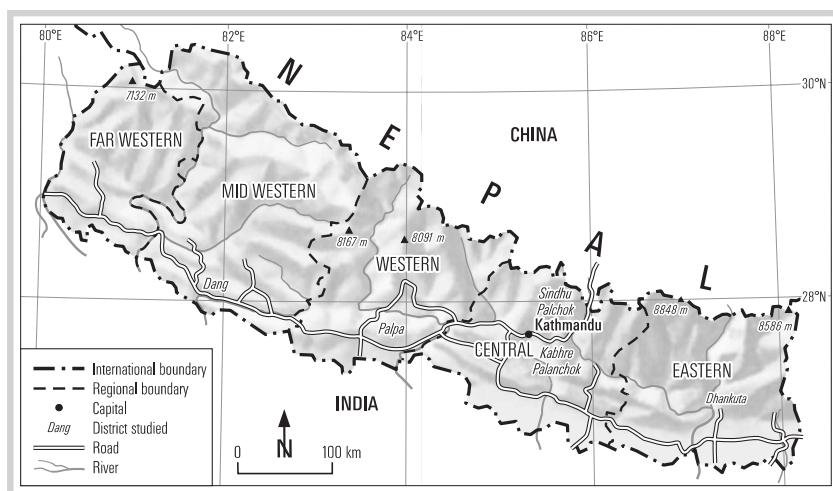 80°E
82°E
84°E
86°E
88°E
30°N
28°N
N
E
P
A
L
7132 m
FAR WESTERN
CHINA
MID WESTERN
8167 m
8091 m
WESTERN
Dang
Sindhu
Palchok
Kathmandu
8848 m
8586 m
Palpa
CENTRAL
Kabhre
Palanchok
EASTERN
Dhankuta
INDIA
International boundary
Regional boundary
Capital
Dang District studied
Road
River
N
0 100 km